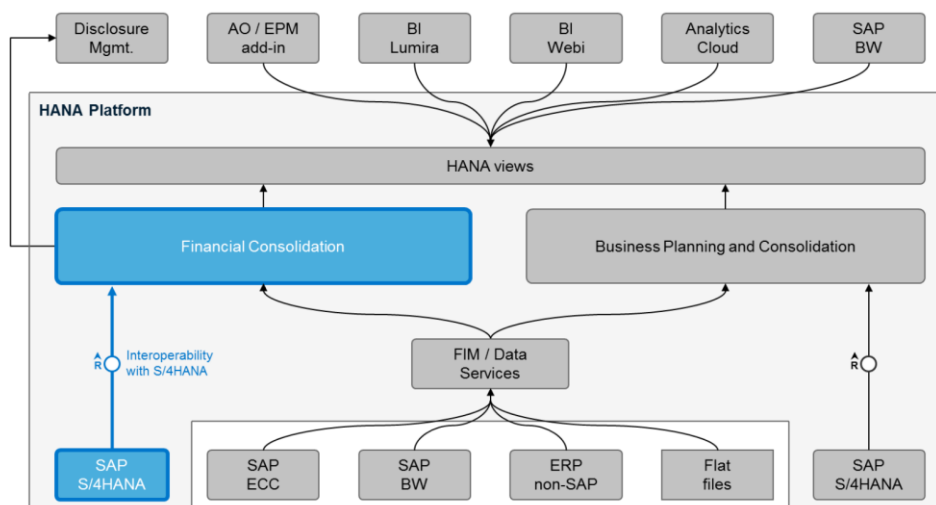 Disclosure
Mgmt.
AO / EPM
add-in
BI
Lumira
BI
Webi
Analytics
Cloud
SAP
BW
HANA Platform
HANA views
Financial Consolidation
Business Planning and Consolidation
R
Interoperability
with S/4HANA
FIM / Data
Services
R
SAP
S/4HANA
SAP
ECC
SAP
BW
ERP
non-SAP
Flat
files
SAP
S/4HANA